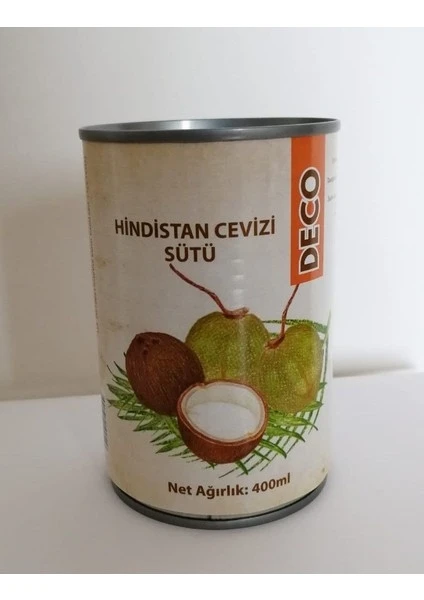 HİNDİSTAN CEVİZİ
SÜTÜ
DECO
Net Ağırlık: 400ml